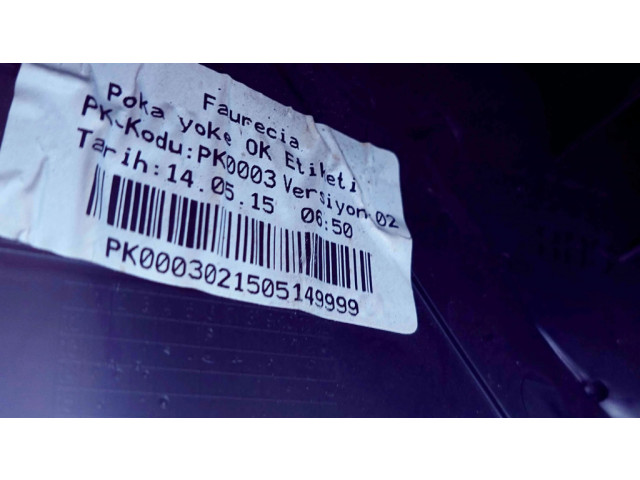 Faurecia
Poka yoke OK Etiketi
PK-Kodu:PK0003 Versiyon 02
Tarih:14.05.15 06:50
PK0003021505149999